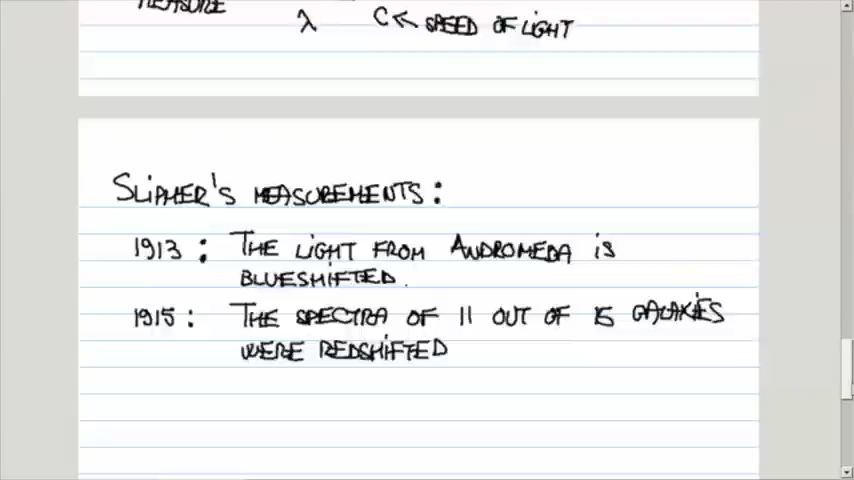 MEASURE
λ C ← SPEED OF LIGHT
SLIPHER'S MEASUREMENTS:
1913: THE LIGHT FROM ANDROMEDA IS
BLUESHIFTED.
1915: THE SPECTRA OF 11 OUT OF 15 GALAXIES
WERE REDSHIFTED